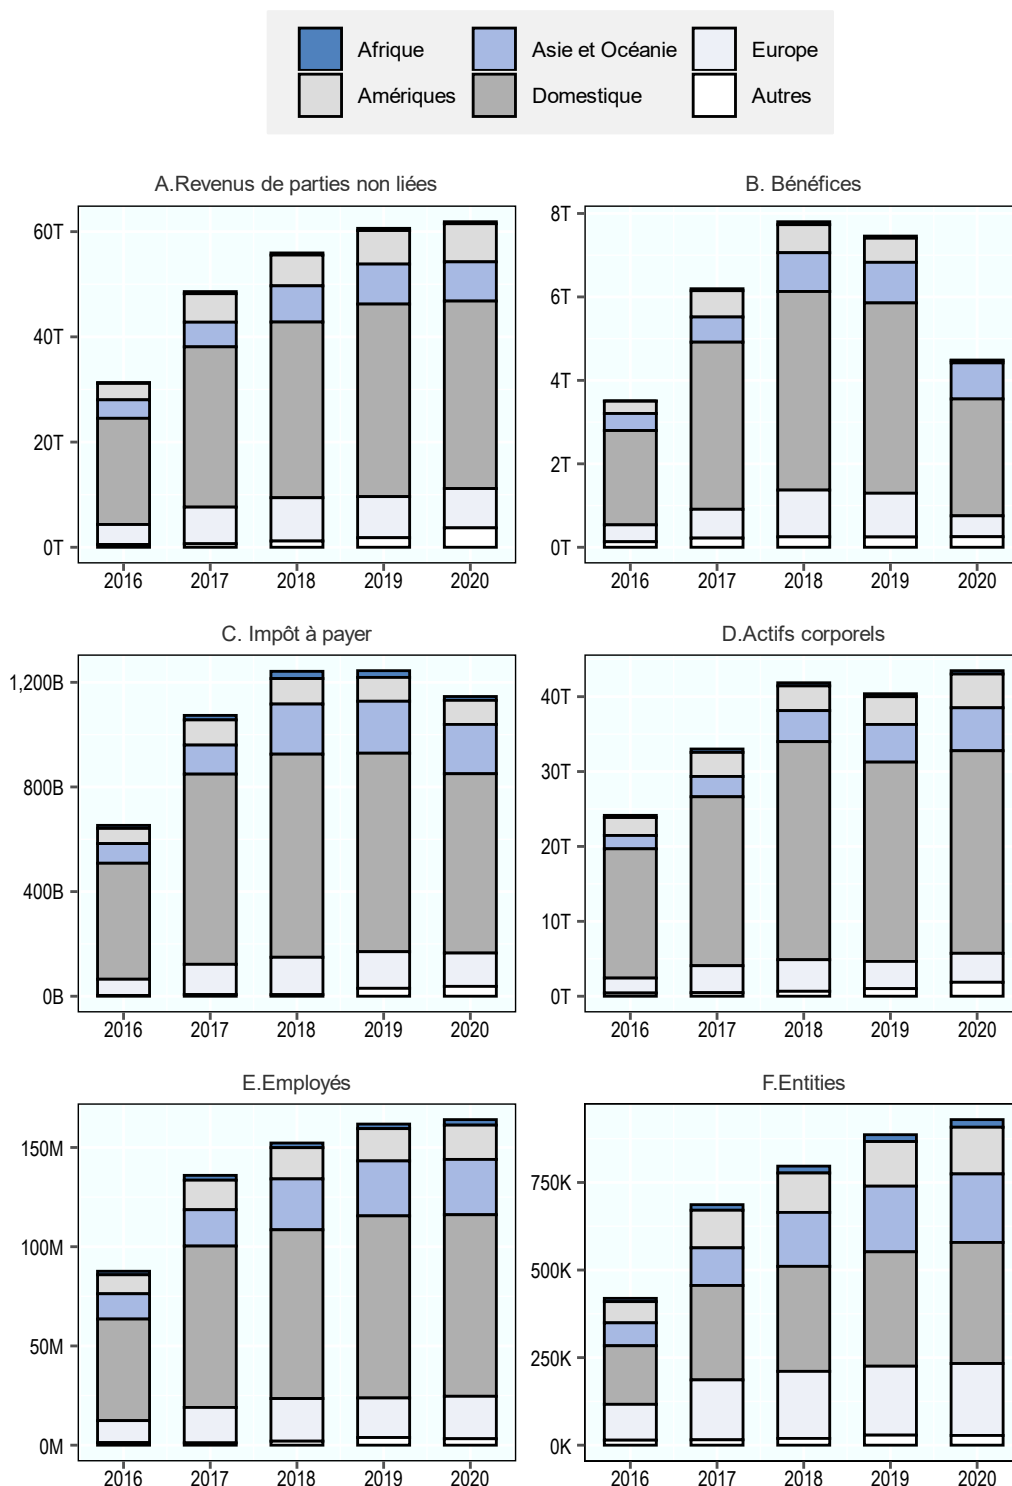 Afrique Asie et Océanie Europe
Amériques Domestique Autres
A.Revenus de parties non liées
60T
40T
20T
0T
2016 2017 2018 2019 2020
B. Bénéfices
8T
6T
4T
2T
0T
2016 2017 2018 2019 2020
C. Impôt à payer
1,200B
800B
400B
0B
2016 2017 2018 2019 2020
D.Actifs corporels
40T
30T
20T
10T
0T
2016 2017 2018 2019 2020
E.Employés
150M
100M
50M
0M
2016 2017 2018 2019 2020
F.Entities
750K
500K
250K
0K
2016 2017 2018 2019 2020